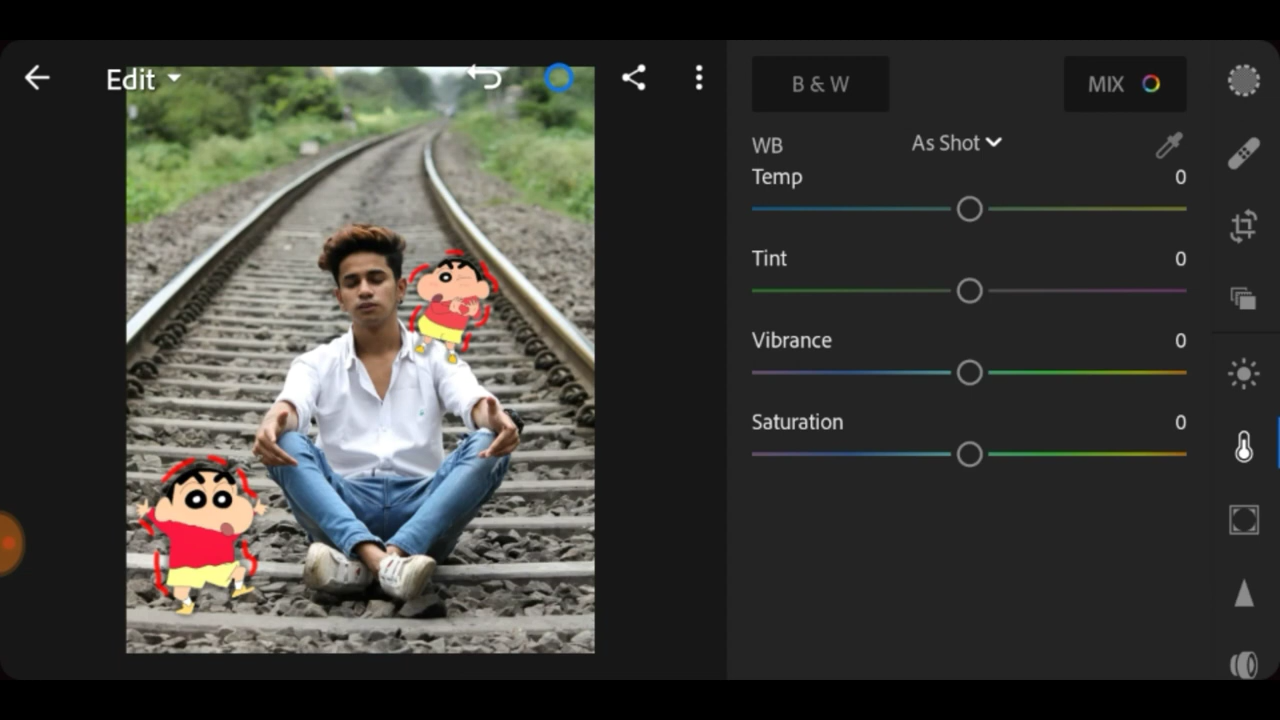 Edit
B & W
MIX
WB
As Shot
Temp
0
Tint
0
Vibrance
0
Saturation
0